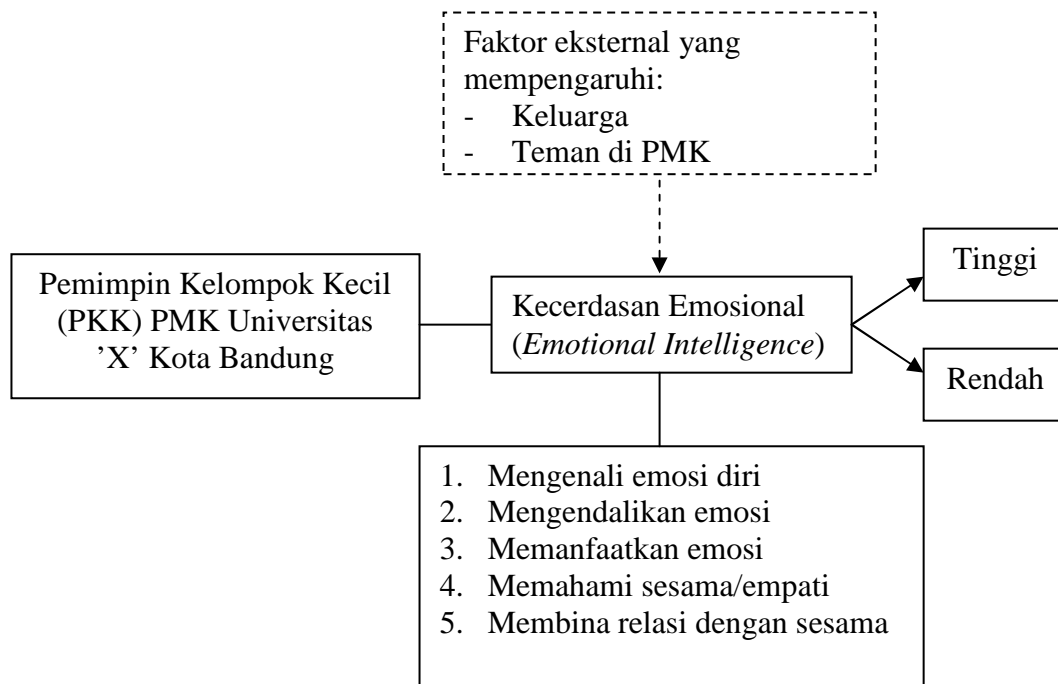 Faktor eksternal yang
mempengaruhi:
- Keluarga
- Teman di PMK
Pemimpin Kelompok Kecil
(PKK) PMK Universitas
’X’ Kota Bandung
Kecerdasan Emosional
(Emotional Intelligence)
Tinggi
Rendah
1. Mengenali emosi diri
2. Mengendalikan emosi
3. Memanfaatkan emosi
4. Memahami sesama/empati
5. Membina relasi dengan sesama